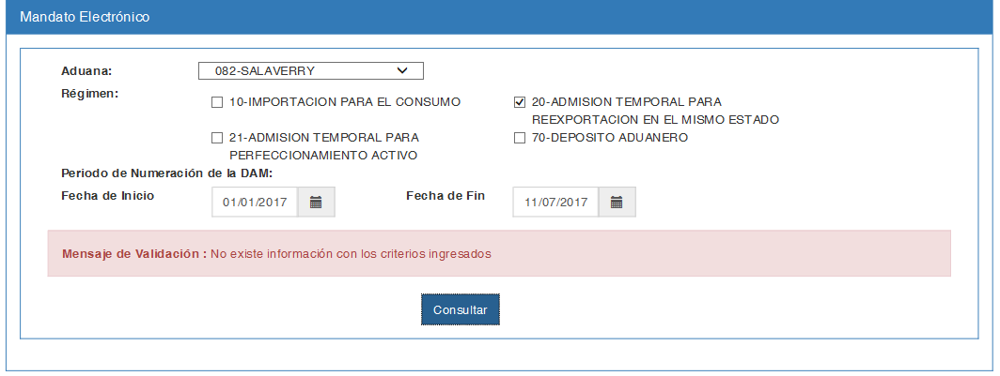 Mandato Electrónico
Aduana: 082-SALAVERRY
Régimen:
10-IMPORTACION PARA EL CONSUMO
20-ADMISION TEMPORAL PARA
REEXPORTACION EN EL MISMO ESTADO
21-ADMISION TEMPORAL PARA
PERFECCIONAMIENTO ACTIVO
70-DEPOSITO ADUANERO
Periodo de Numeración de la DAM:
Fecha de Inicio 01/01/2017 Fecha de Fin 11/07/2017
Mensaje de Validación : No existe información con los criterios ingresados
Consultar